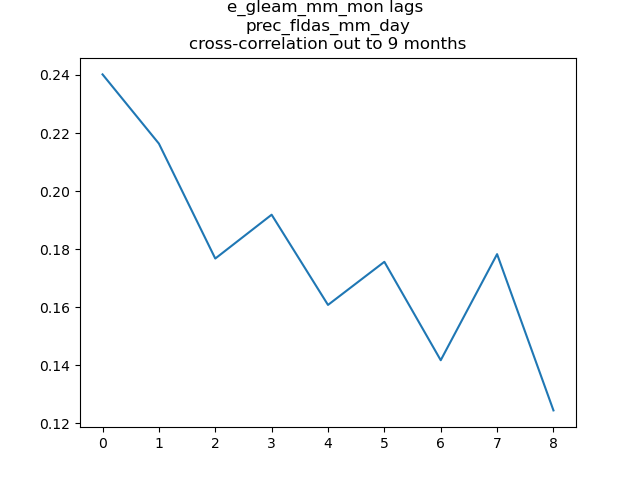 e_gleam_mm_mon lags
prec_fldas_mm_day
cross-correlation out to 9 months
0.24
0.22
0.20
0.18
0.16
0.14
0.12
0 1 2 3 4 5 6 7 8